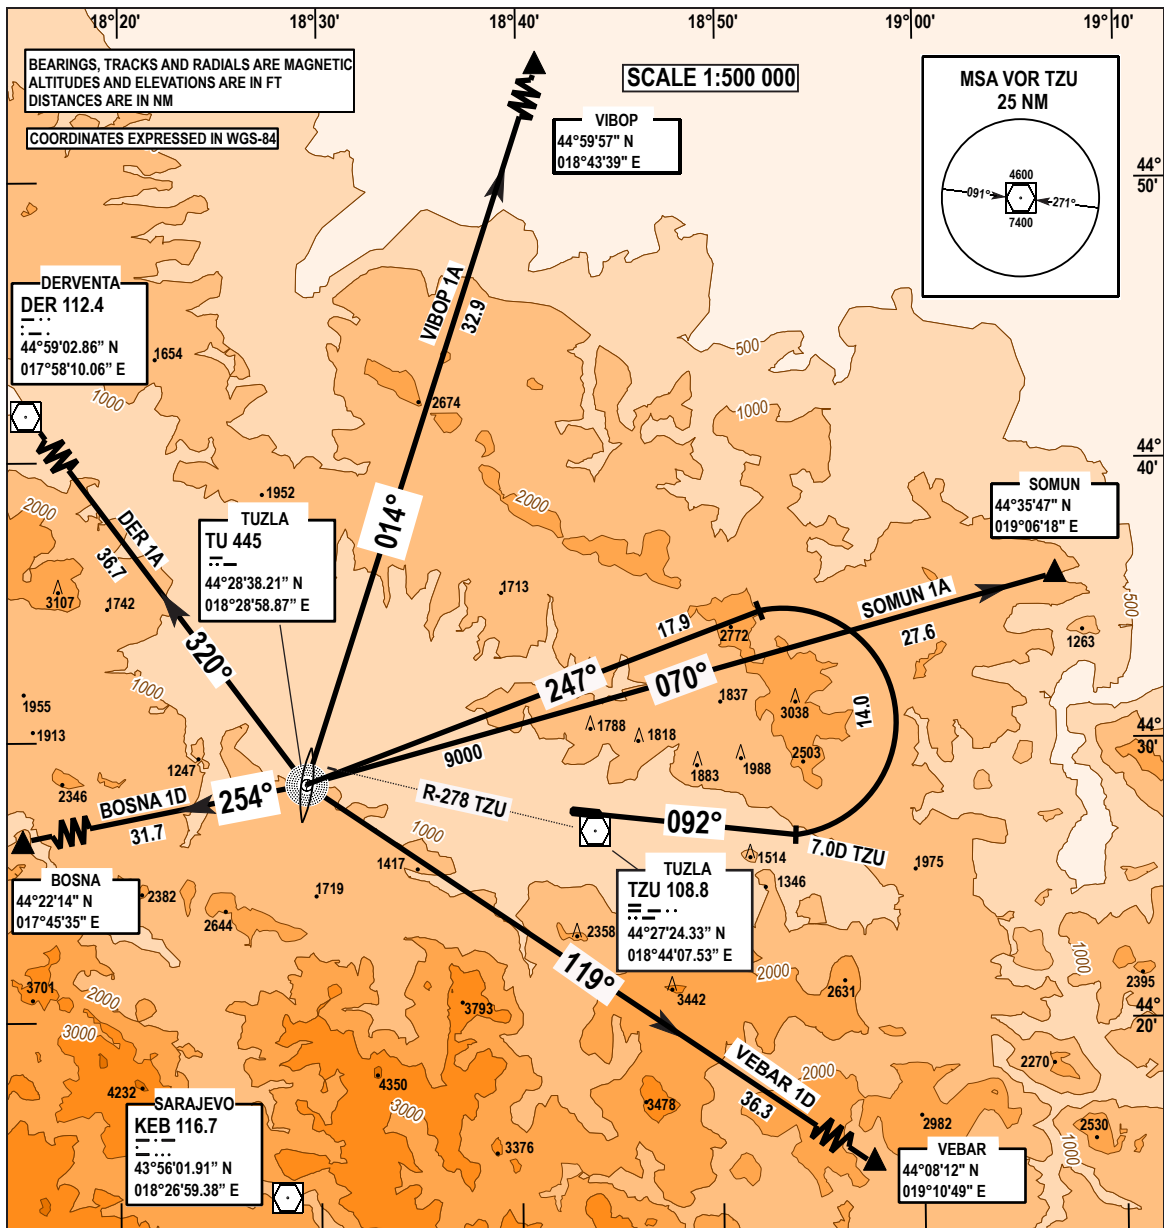 18°20'
18°30'
18°40'
18°50'
19°00'
19°10'
BEARINGS, TRACKS AND RADIALS ARE MAGNETIC
ALTITUDES AND ELEVATIONS ARE IN FT
DISTANCES ARE IN NM
COORDINATES EXPRESSED IN WGS-84
SCALE 1:500 000
MSA VOR TZU
25 NM
4600
091°
271°
7400
VIBOP
44°59'57" N
018°43'39" E
44°
50'
DERVENTA
DER 112.4
44°59'02.86” N
017°58'10.06” E
1654
1000
VIBOP 1A
32.9
500
1000
2674
44°
40'
2000
1952
2000
014°
SOMUN
44°35'47" N
019°06'18" E
TUZLA
TU 445
44°28'38.21” N
018°28'58.87” E
DER 1A
36.7
3107
1742
1713
SOMUN 1A
27.6
500
1263
17.9
2772
320°
247°
070°
1000
1955
1913
1837
3038
14.0
1788
1818
44°
30'
9000
1883
1988
2503
1247
2346
BOSNA 1D
254°
31.7
R-278 TZU
092°
7.0D TZU
1000
1417
1514
1346
1975
BOSNA
44°22'14" N
017°45'35" E
2382
2644
1719
TUZLA
TZU 108.8
44°27'24.33” N
018°44'07.53” E
2358
119°
3442
2000
2631
1000
2395
3701
2000
3000
3793
44°
20'
4232
4350
3000
VEBAR 1D
36.3
2000
2270
3478
2982
2530
1000
SARAJEVO
KEB 116.7
43°56'01.91” N
018°26'59.38” E
3376
VEBAR
44°08'12" N
019°10'49" E